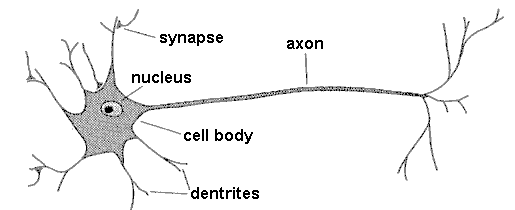 synapse
axon
nucleus
cell body
dentrites